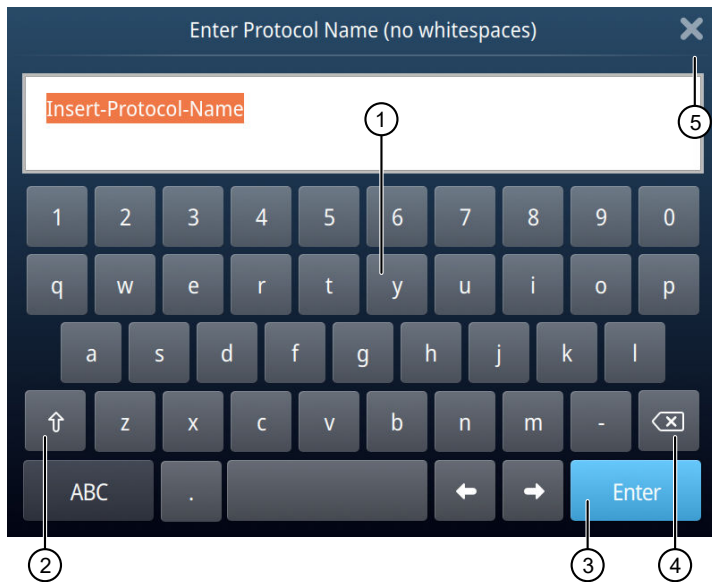 Enter Protocol Name (no whitespaces)
Insert-Protocol-Name
1
5
1 2 3 4 5 6 7 8 9 0
q w e r t y u i o p
a s d f g h j k l
z x c v b n m -
ABC . Enter
2 3 4